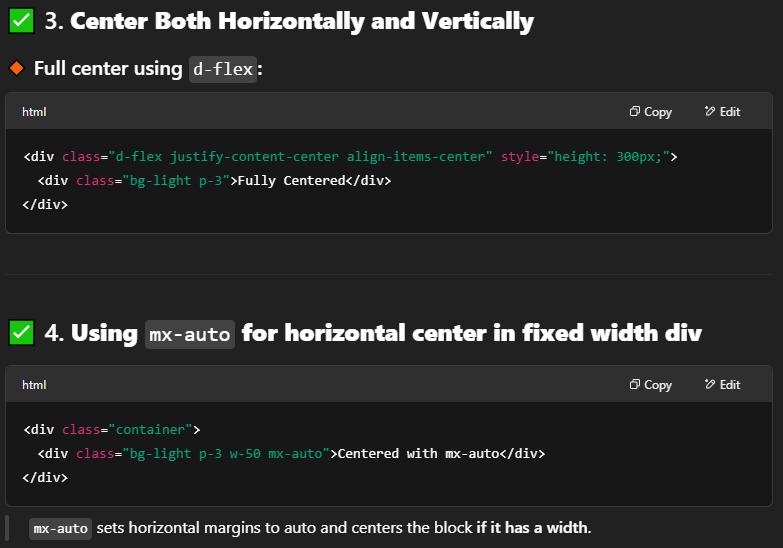 ✅ 3. Center Both Horizontally and Vertically
🔸 Full center using d-flex:
html Copy Edit
<div class="d-flex justify-content-center align-items-center" style="height: 300px;">
  <div class="bg-light p-3">Fully Centered</div>
</div>
✅ 4. Using mx-auto for horizontal center in fixed width div
html Copy Edit
<div class="container">
  <div class="bg-light p-3 w-50 mx-auto">Centered with mx-auto</div>
</div>
mx-auto sets horizontal margins to auto and centers the block if it has a width.